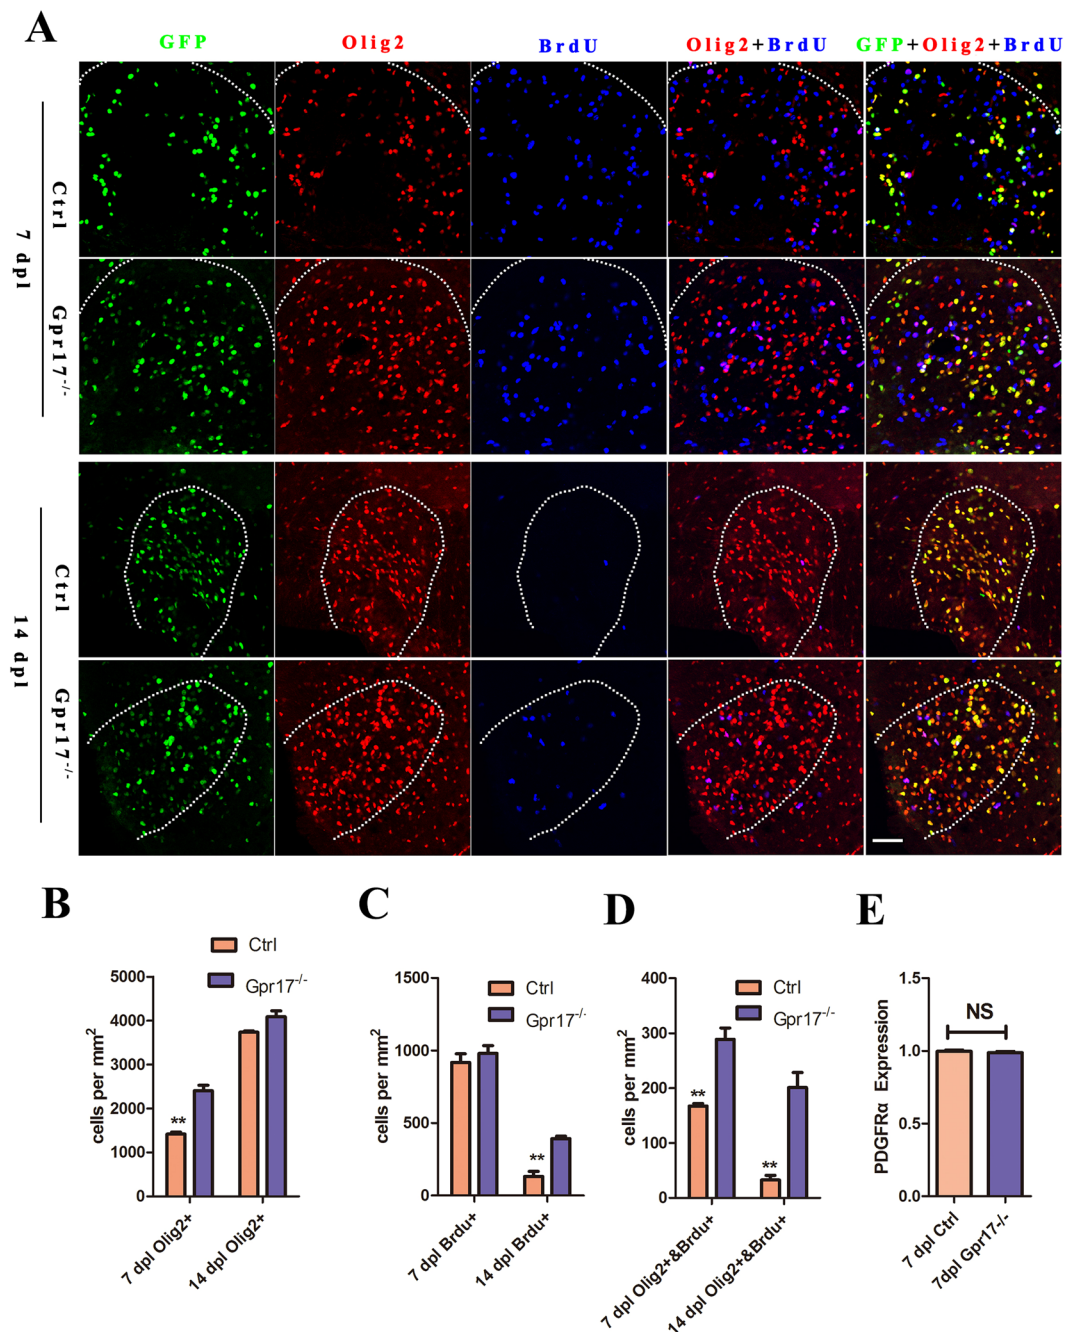 A
GFP Olig2 BrdU Olig2+BrdU GFP+Olig2+BrdU
7 dpl
Ctrl
Gpr17-/-
14 dpl
Ctrl
Gpr17-/-
B
Ctrl
Gpr17-/-
cells per mm2
5000
4000
3000
2000
1000
0
**
7 dpl Olig2+
14 dpl Olig2+
C
Ctrl
Gpr17-/-
cells per mm2
1500
1000
500
0
**
7 dpl Brdu+
14 dpl Brdu+
D
Ctrl
Gpr17-/-
cells per mm2
400
300
200
100
0
**
**
7 dpl Olig2+&Brdu+
14 dpl Olig2+&Brdu+
E
PDGFRα Expression
1.5
1.0
0.5
0.0
NS
7 dpl Ctrl
7dpl Gpr17-/-